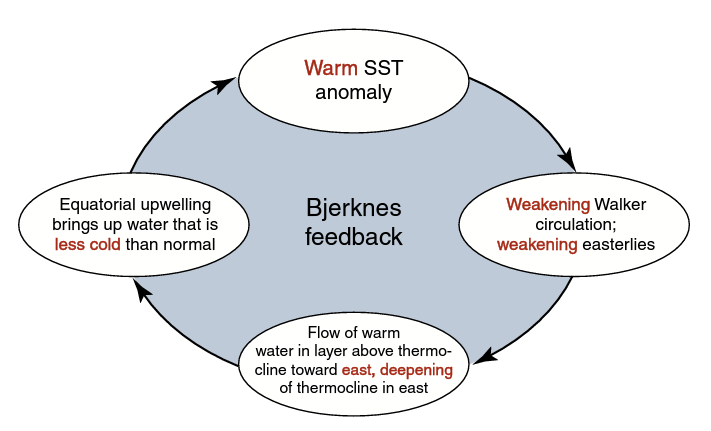 Warm SST
anomaly
Weakening Walker
circulation;
weakening easterlies
Flow of warm
water in layer above thermo-
cline toward east, deepening
of thermocline in east
Equatorial upwelling
brings up water that is
less cold than normal
Bjerknes
feedback